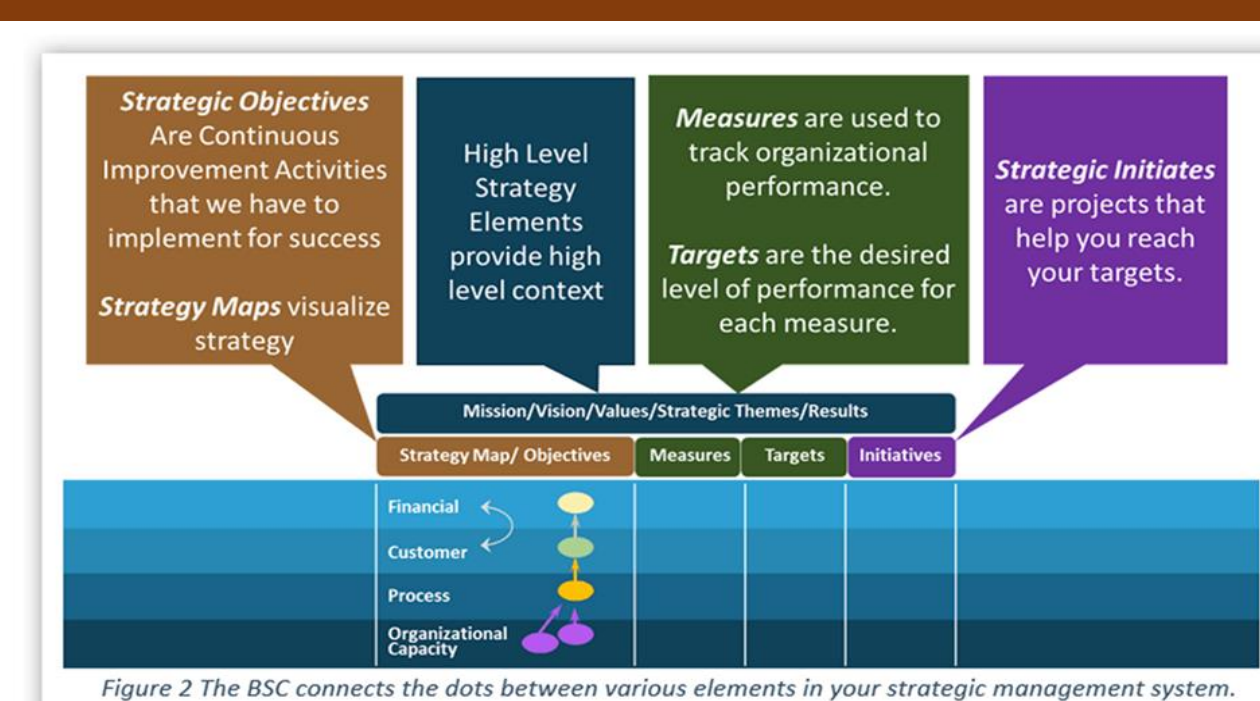 Strategic Objectives
Are Continuous
Improvement Activities
that we have to
implement for success
Strategy Maps visualize
strategy
High Level
Strategy
Elements
provide high
level context
Measures are used to
track organizational
performance.
Targets are the desired
level of performance for
each measure.
Strategic Initiates
are projects that
help you reach
your targets.
Mission/Vision/Values/Strategic Themes/Results
Strategy Map/ Objectives
Measures
Targets
Initiatives
Financial
Customer
Process
Organizational
Capacity
Figure 2 The BSC connects the dots between various elements in your strategic management system.